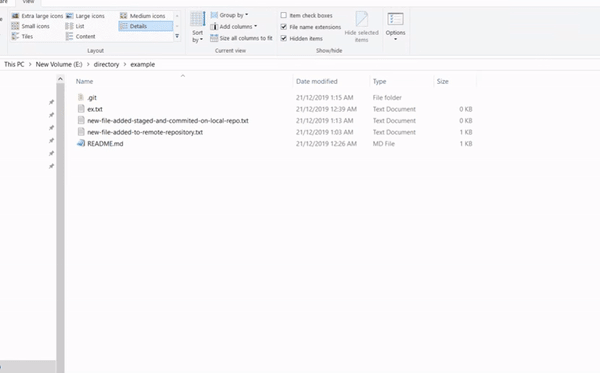 View
Extra large icons Large icons Medium icons
Small icons List Details
Tiles Content
Layout
Sort by
Group by
Add columns
Size all columns to fit
Current view
Item check boxes
File name extensions
Hidden items
Hide selected items
Show/hide
Options
This PC > New Volume (E:) > directory > example
Name Date modified Type Size
.git 21/12/2019 1:15 AM File folder
ex.txt 21/12/2019 12:39 AM Text Document 0 KB
new-file-added-staged-and-commited-on-local-repo.txt 21/12/2019 1:13 AM Text Document 0 KB
new-file-added-to-remote-repository.txt 21/12/2019 1:03 AM Text Document 1 KB
README.md 21/12/2019 12:26 AM MD File 1 KB